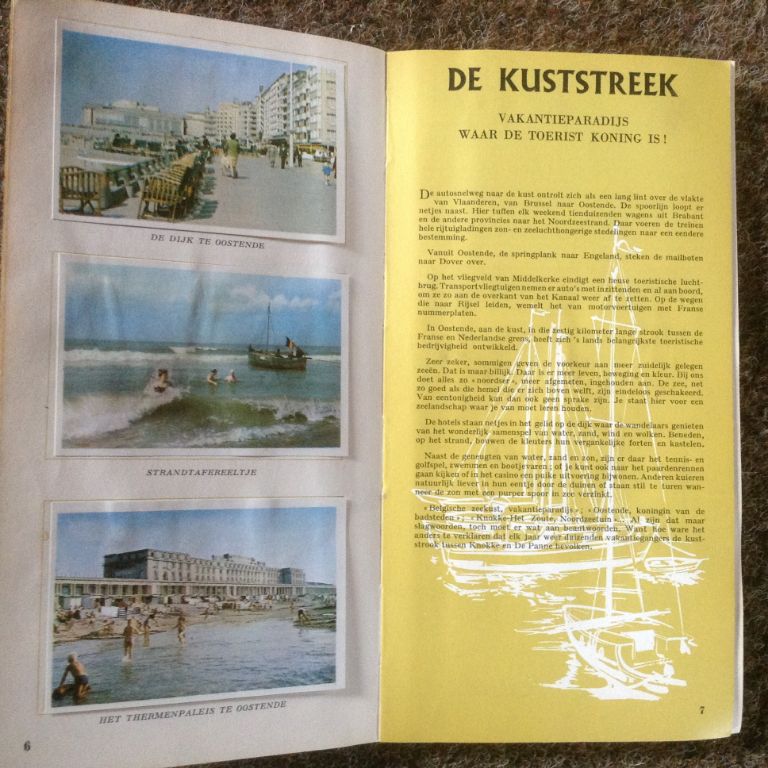 DE DIJK TE OOSTENDE
STRANDTAFEREELTJE
HET THERMENPALEIS TE OOSTENDE
6
DE KUSTSTREEK
VAKANTIEPARADIJS
WAAR DE TOERIST KONING IS !
De autosnelweg naar de kust ontrolt zich als een lang lint over de vlakte
van Vlaanderen, van Brussel naar Oostende. De spoorlijn loopt er
netjes naast. Hier tuffen elk weekend tienduizenden wagens uit Brabant
en de andere provincies naar het Noordzeestrand. Daar voeren de treinen
hele rijtuigladingen zon- en zeeluchthongerige stedelingen naar een eendere
bestemming.
Vanuit Oostende, de springplank naar Engeland, steken de mailboten
naar Dover over.
Op het vliegveld van Middelkerke eindigt een heuse toeristische lucht-
brug. Transportvliegtuigen nemen er auto's met inzittenden en al aan boord,
om ze zo aan de overkant van het Kanaal weer af te zetten. Op de wegen
die naar Rijsel leiden, wemelt het van motorvoertuigen met Franse
nummerplaten.
In Oostende, aan de kust, in die zestig kilometer lange strook tussen de
Franse en Nederlandse grens, heeft zich 's lands belangrijkste toeristische
bedrijvigheid ontwikkeld.
Zeer zeker, sommigen geven de voorkeur aan meer zuidelijk gelegen
zeeën. Dat is maar billijk. Daar is er meer leven, beweging en kleur. Bij ons
doet alles zo «noordser», meer afgemeten, ingehouden aan. De zee, net
zo goed als de hemel die er zich boven welft, zijn eindeloos geschakeerd.
Van eentonigheid kan dan ook geen sprake zijn. Je staat hier voor een
zeelandschap waar je van moet leren houden.
De hotels staan netjes in het gelid op de dijk waar de wandelaars genieten
van het wonderlijk samenspel van water, zand, wind en wolken. Beneden,
op het strand, bouwen de kleuters hun vergankelijke forten en kastelen.
Naast de geneugten van water, zand en zon, zijn er daar het tennis- en
golfspel, zwemmen en bootjevaren ; of je kunt ook naar het paardenrennen
gaan kijken of in het casino een puike uitvoering bijwonen. Anderen kuieren
natuurlijk liever in hun eentje door de duinen of staan stil te turen wan-
neer de zon met een purper spoor in zee verzinkt.
«Belgische zeekust, vakantieparadijs» ; «Oostende, koningin van de
badsteden» ; «Knokke-Het Zoute, Noordzeetuin»... Al zijn dat maar
slagwoorden, toch moet er wat aan beantwoorden. Want hoe ware het
anders te verklaren dat elk jaar weer duizenden vakantiegangers de kust-
strook tussen Knokke en De Panne bevolken.
7